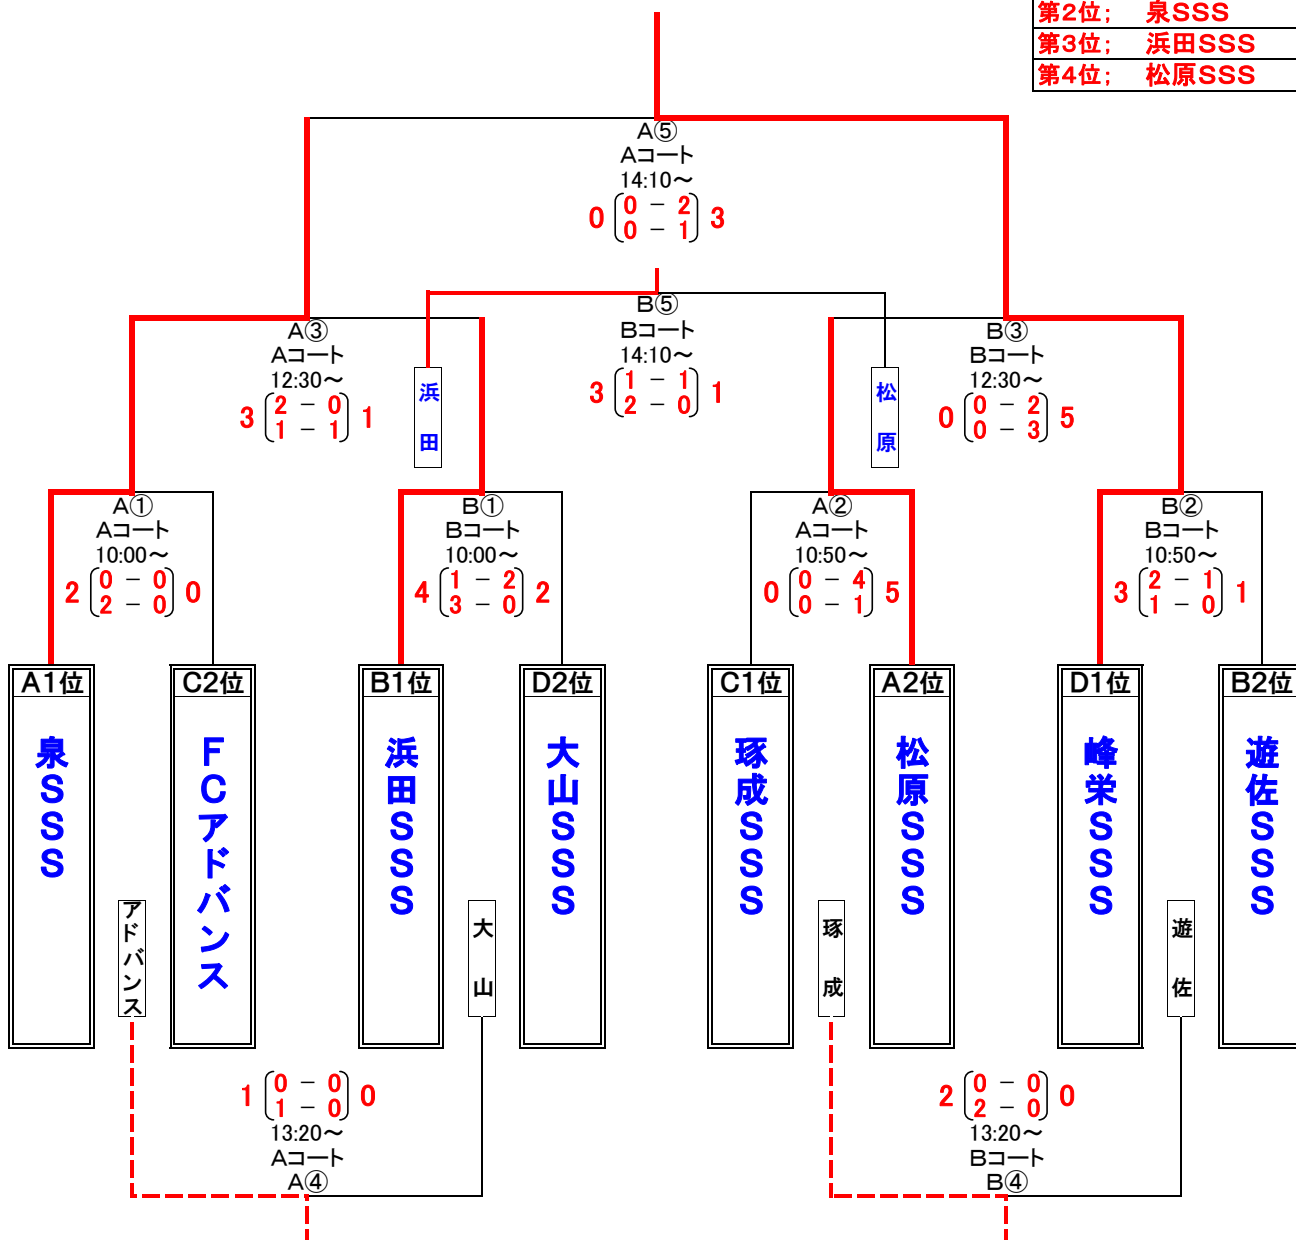 第2位; 泉SSS
第3位; 浜田SSS
第4位; 松原SSS
A⑤
Aコート
14:10～
0 0 － 2 3
0 － 1
B⑤
Bコート
14:10～
3 1 － 1 1
2 － 0
浜田
松原
A③
Aコート
12:30～
3 2 － 0 1
1 － 1
B③
Bコート
12:30～
0 0 － 2 5
0 － 3
A①
Aコート
10:00～
2 0 － 0 0
2 － 0
B①
Bコート
10:00～
4 1 － 2 2
3 － 0
A②
Aコート
10:50～
0 0 － 4 5
0 － 1
B②
Bコート
10:50～
3 2 － 1 1
1 － 0
A1位
泉SSS
C2位
FCアドバンス
B1位
浜田SSS
D2位
大山SSS
C1位
琢成SSS
A2位
松原SSS
D1位
峰栄SSS
B2位
遊佐SSS
アドバンス
大山
琢成
遊佐
1 0 － 0 0
1 － 0
13:20～
Aコート
A④
2 0 － 0 0
2 － 0
13:20～
Bコート
B④